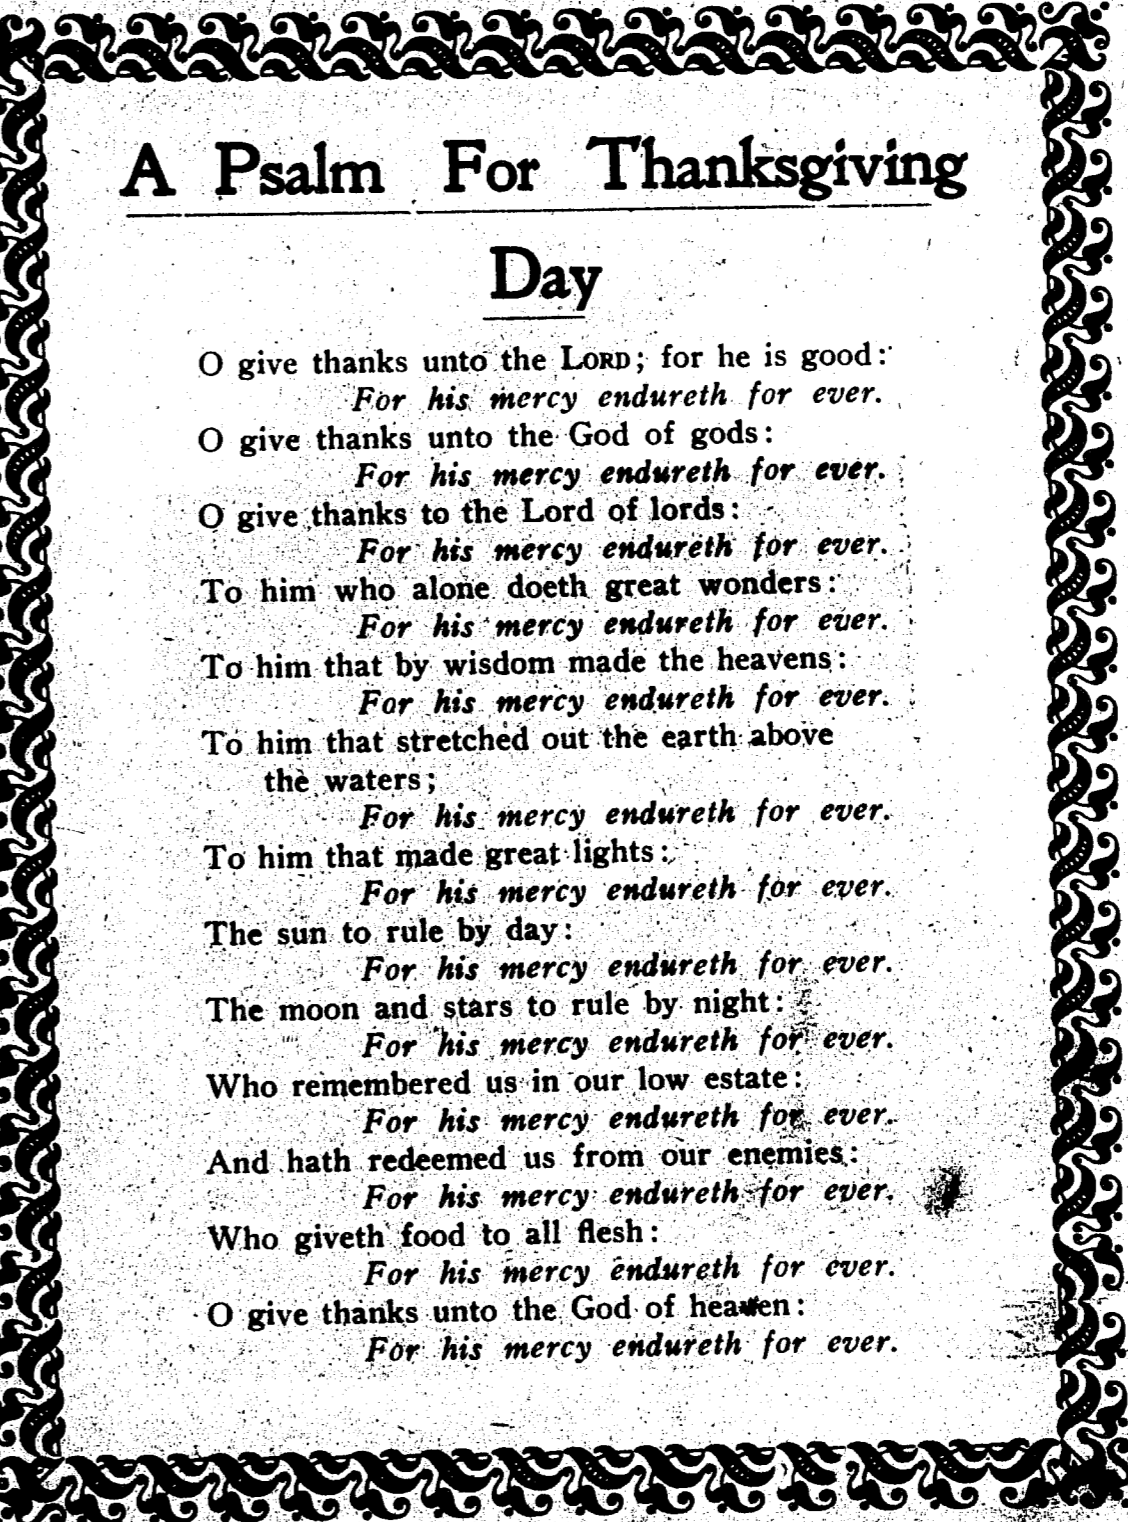 A Psalm For Thanksgiving
Day
O give thanks unto the LORD; for he is good:
For his mercy endureth for ever.
O give thanks unto the God of gods:
For his mercy endureth for ever.
O give thanks to the Lord of lords:
For his mercy endureth for ever.
To him who alone doeth great wonders:
For his mercy endureth for ever.
To him that by wisdom made the heavens:
For his mercy endureth for ever.
To him that stretched out the earth above
the waters;
For his mercy endureth for ever.
To him that made great lights:
For his mercy endureth for ever.
The sun to rule by day:
For his mercy endureth for ever.
The moon and stars to rule by night:
For his mercy endureth for ever.
Who remembered us in our low estate:
For his mercy endureth for ever.
And hath redeemed us from our enemies:
For his mercy endureth for ever.
Who giveth food to all flesh:
For his mercy endureth for ever.
O give thanks unto the God of heaven:
For his mercy endureth for ever.